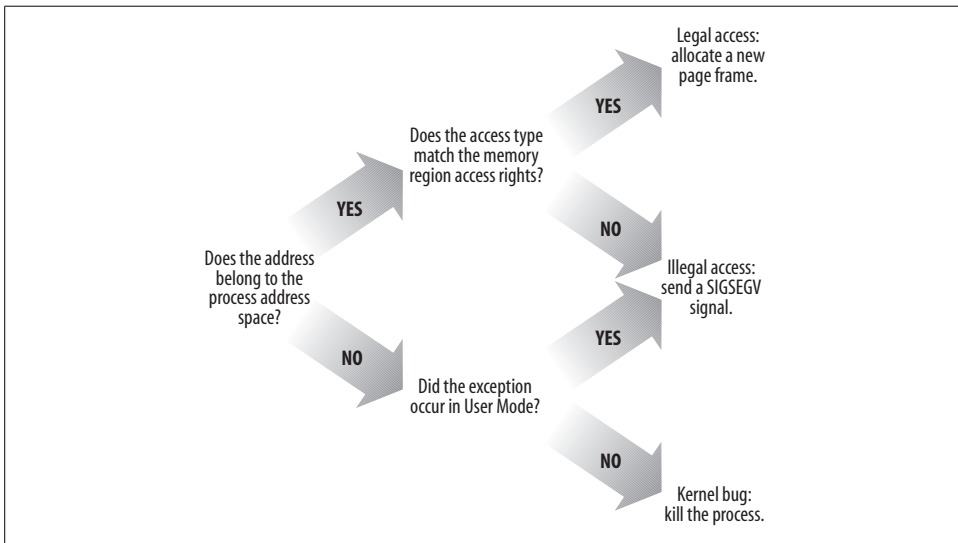 Legal access:
allocate a new
page frame.
YES
Does the access type
match the memory
region access rights?
YES
NO
Does the address
belong to the
process address
space?
Illegal access:
send a SIGSEGV
signal.
YES
NO
Did the exception
occur in User Mode?
NO
Kernel bug:
kill the process.